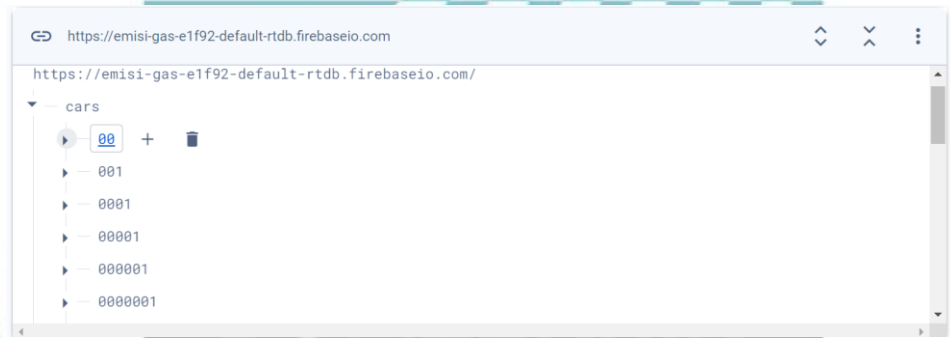 https://emisi-gas-e1f92-default-rtdb.firebaseio.com
https://emisi-gas-e1f92-default-rtdb.firebaseio.com/
cars
00
001
0001
00001
000001
0000001